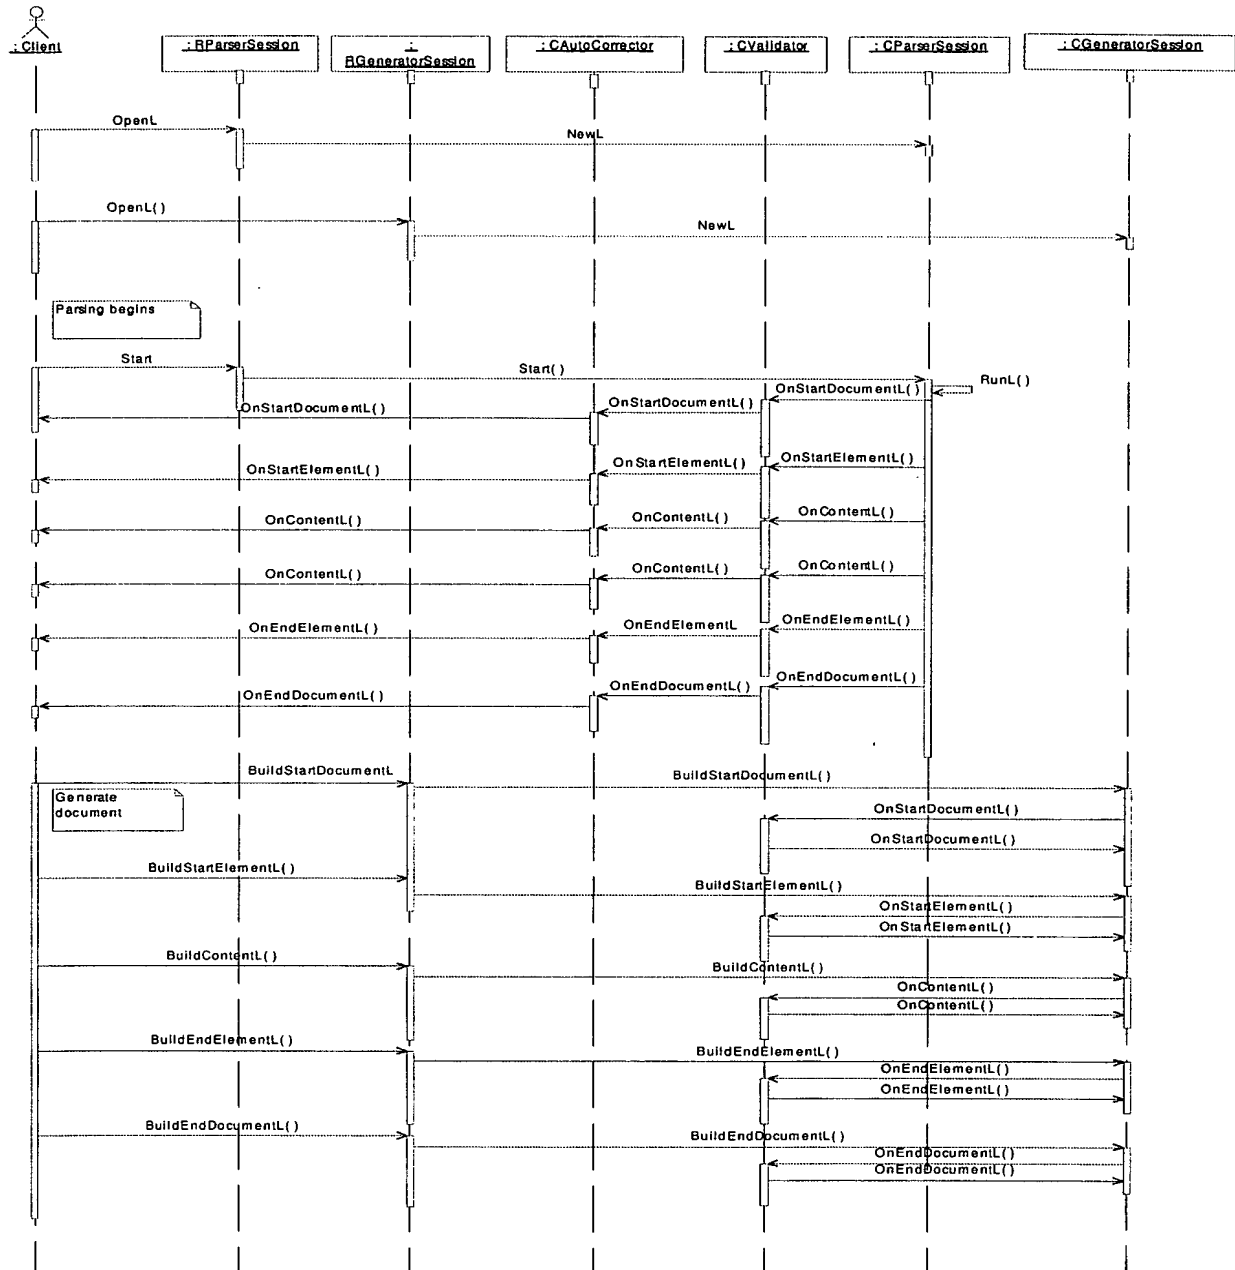 : Client
: RParserSession
:
RGeneratorSession
: CAutoCorrector
: CValidator
: CParserSession
: CGeneratorSession
OpenL
NewL
OpenL()
NewL
Parsing begins
Start
Start()
RunL()
OnStartDocumentL()
OnStartDocumentL()
OnStartDocumentL()
OnStartElementL()
OnStartElementL()
OnStartElementL()
OnContentL()
OnContentL()
OnContentL()
OnContentL()
OnContentL()
OnContentL()
OnEndElementL()
OnEndElementL
OnEndElementL()
OnEndDocumentL()
OnEndDocumentL()
OnEndDocumentL()
BuildStartDocumentL
BuildStartDocumentL()
Generate
document
OnStartDocumentL()
OnStartDocumentL()
BuildStartElementL()
BuildStartElementL()
OnStartElementL()
OnStartElementL()
BuildContentL()
BuildContentL()
OnContentL()
OnContentL()
BuildEndElementL()
BuildEndElementL()
OnEndElementL()
OnEndElementL()
BuildEndDocumentL()
BuildEndDocumentL()
OnEndDocumentL()
OnEndDocumentL()